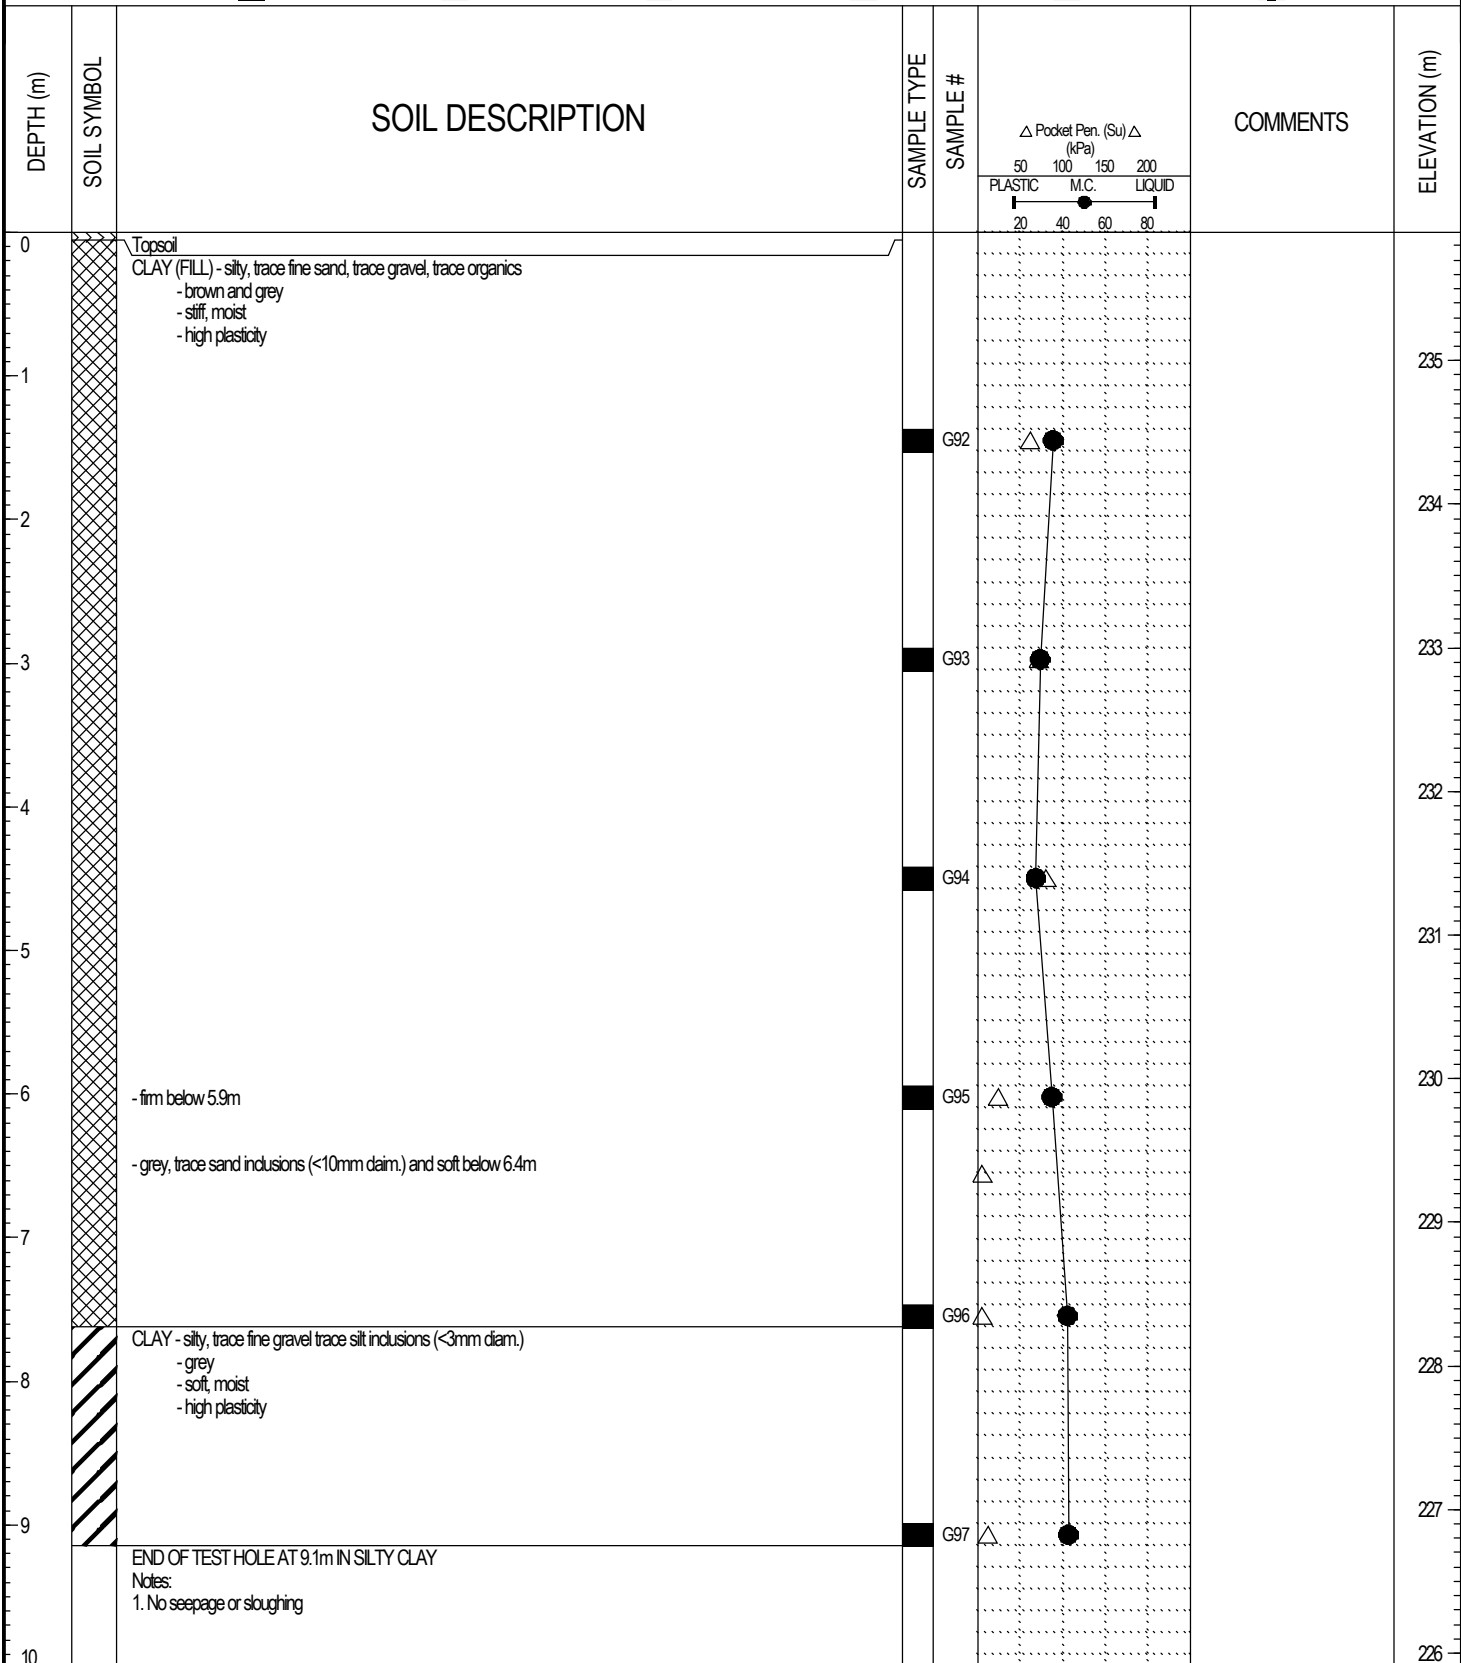 DEPTH (m)
SOIL SYMBOL
SOIL DESCRIPTION
SAMPLE TYPE
SAMPLE #
△ Pocket Pen. (Su) △
(kPa)
50 100 150 200
PLASTIC M.C. LIQUID
20 40 60 80
COMMENTS
ELEVATION (m)
0
Topsoil
CLAY (FILL) - silty, trace fine sand, trace gravel, trace organics
- brown and grey
- stiff, moist
- high plasticity
235
1
G92
234
2
233
3
G93
232
4
G94
231
5
230
6
- firm below 5.9m
G95
- grey, trace sand inclusions (<10mm daim.) and soft below 6.4m
229
7
G96
CLAY - silty, trace fine gravel trace silt inclusions (<3mm diam.)
- grey
228
8
- soft, moist
- high plasticity
227
9
G97
END OF TEST HOLE AT 9.1m IN SILTY CLAY
Notes:
1. No seepage or sloughing
226
10